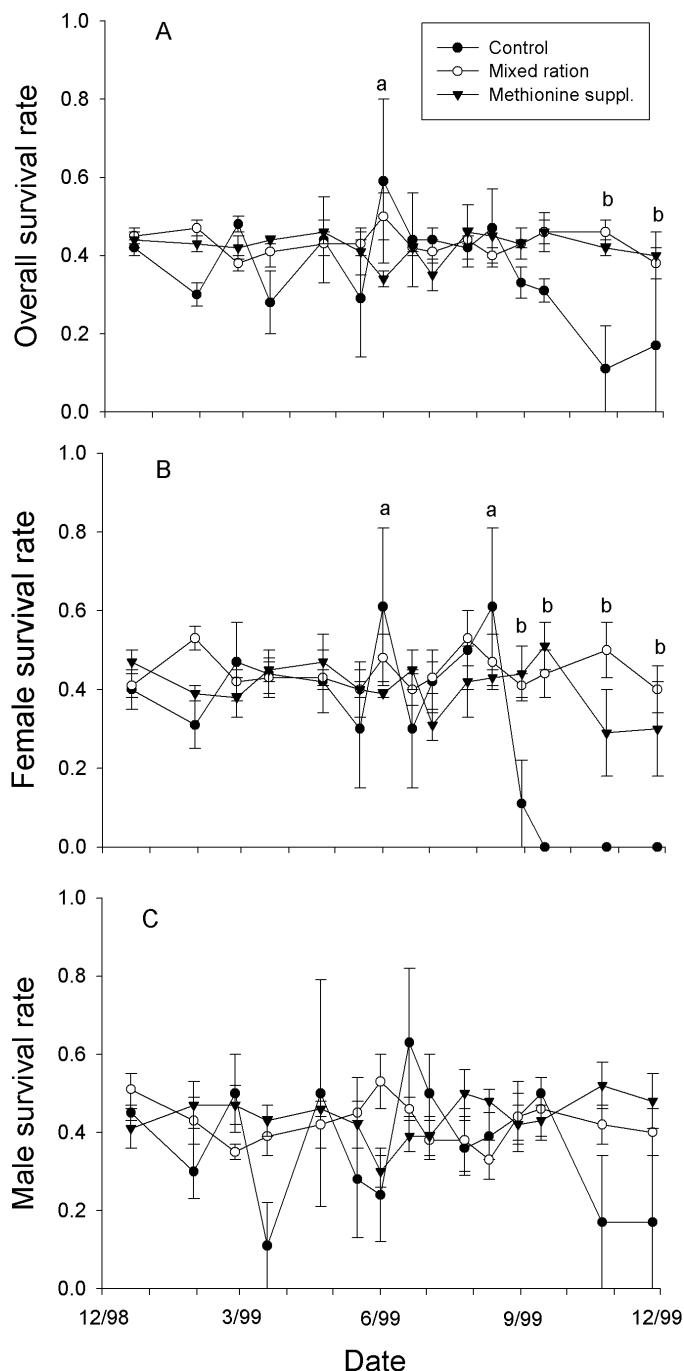 A
Control
Mixed ration
Methionine suppl.
a
b
b
1.0
0.8
0.6
0.4
0.2
0.0
Overall survival rate
B
a
a
b
b
b
b
1.0
0.8
0.6
0.4
0.2
0.0
Female survival rate
C
1.0
0.8
0.6
0.4
0.2
0.0
Male survival rate
12/98
3/99
6/99
9/99
12/99
Date